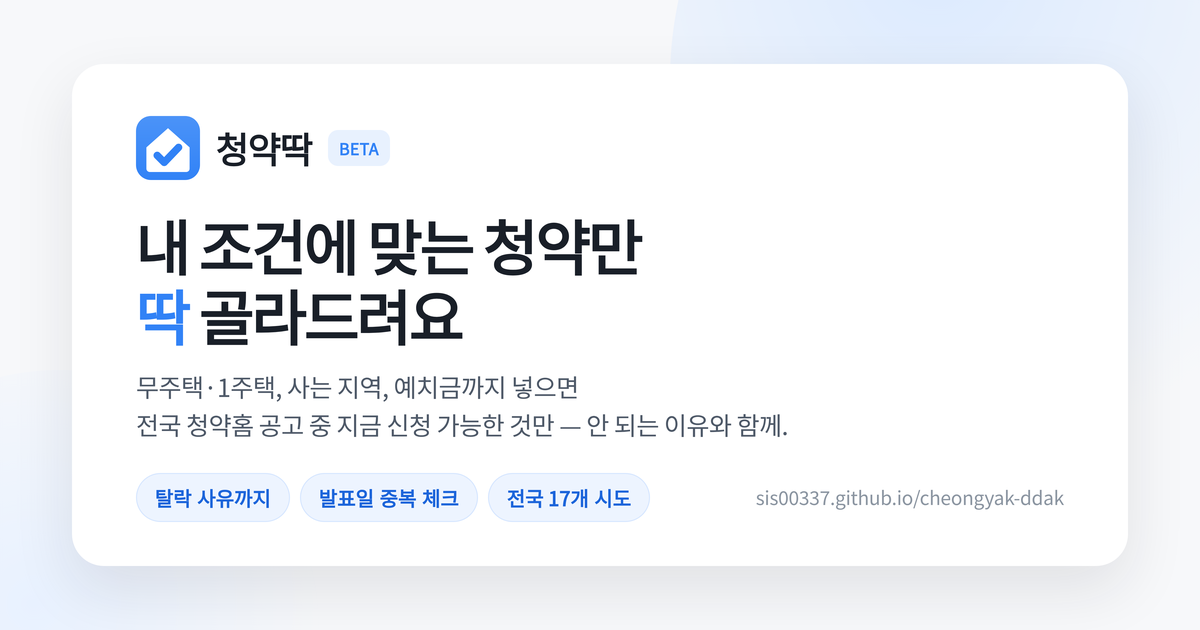 청약딱 BETA
내 조건에 맞는 청약만
딱 골라드려요
무주택·1주택, 사는 지역, 예치금까지 넣으면
전국 청약홈 공고 중 지금 신청 가능한 것만 — 안 되는 이유와 함께.
탈락 사유까지 발표일 중복 체크 전국 17개 시도 sis00337.github.io/cheongyak-ddak